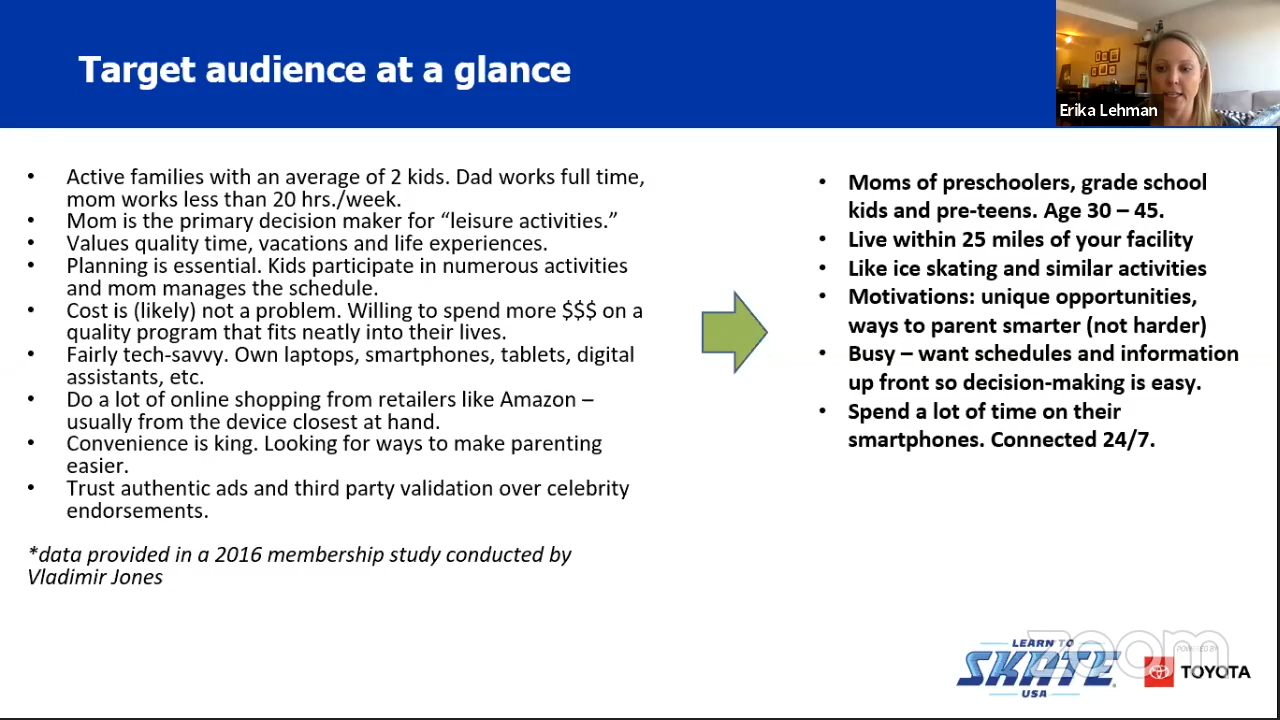 Target audience at a glance
Erika Lehman
• Active families with an average of 2 kids. Dad works full time,
mom works less than 20 hrs./week.
• Mom is the primary decision maker for “leisure activities.”
• Values quality time, vacations and life experiences.
• Planning is essential. Kids participate in numerous activities
and mom manages the schedule.
• Cost is (likely) not a problem. Willing to spend more $$$ on a
quality program that fits neatly into their lives.
• Fairly tech-savvy. Own laptops, smartphones, tablets, digital
assistants, etc.
• Do a lot of online shopping from retailers like Amazon –
usually from the device closest at hand.
• Convenience is king. Looking for ways to make parenting
easier.
• Trust authentic ads and third party validation over celebrity
endorsements.
*data provided in a 2016 membership study conducted by
Vladimir Jones
• Moms of preschoolers, grade school
kids and pre-teens. Age 30 – 45.
• Live within 25 miles of your facility
• Like ice skating and similar activities
• Motivations: unique opportunities,
ways to parent smarter (not harder)
• Busy – want schedules and information
up front so decision-making is easy.
• Spend a lot of time on their
smartphones. Connected 24/7.
LEARN TO
SKATE
USA
zoom
POWERED BY
TOYOTA